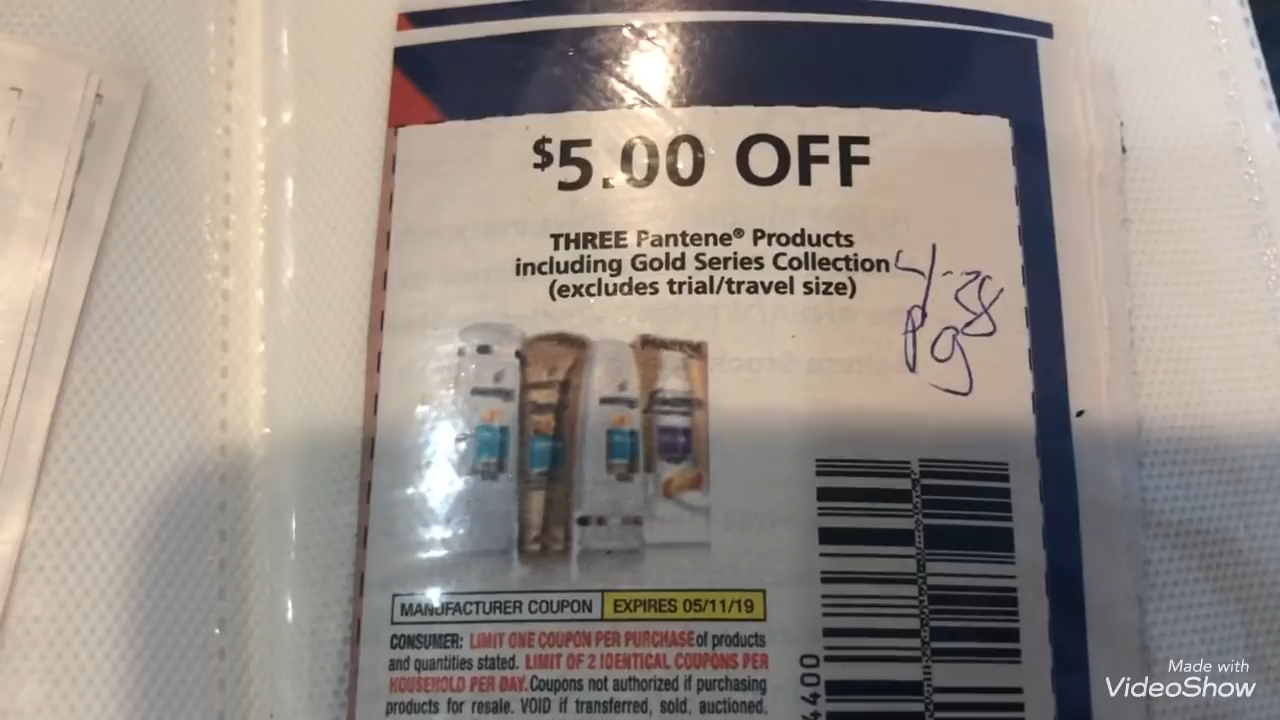 $5.00 OFF
THREE Pantene® Products
including Gold Series Collection
(excludes trial/travel size)
4-28
P9
MANUFACTURER COUPON EXPIRES 05/11/19
CONSUMER: LIMIT ONE COUPON PER PURCHASE of products
and quantities stated. LIMIT OF 2 IDENTICAL COUPONS PER
HOUSEHOLD PER DAY. Coupons not authorized if purchasing
products for resale. VOID if transferred, sold, auctioned,
4400
Made with
VideoShow